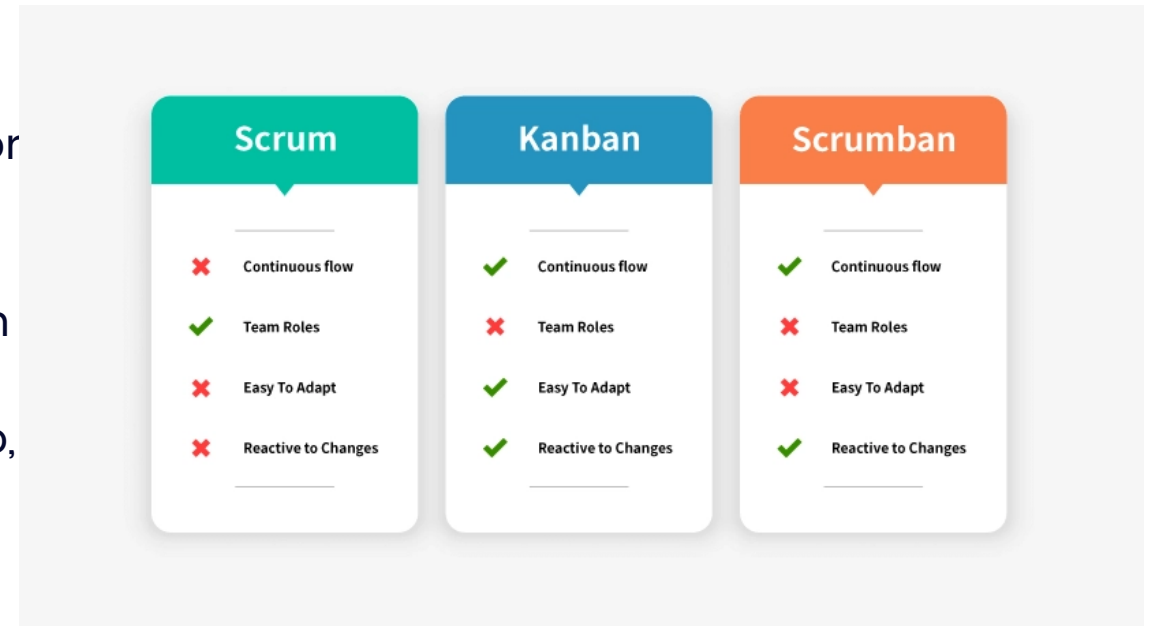 Scrum
Continuous flow
Team Roles
Easy To Adapt
Reactive to Changes
Kanban
Continuous flow
Team Roles
Easy To Adapt
Reactive to Changes
Scrumban
Continuous flow
Team Roles
Easy To Adapt
Reactive to Changes